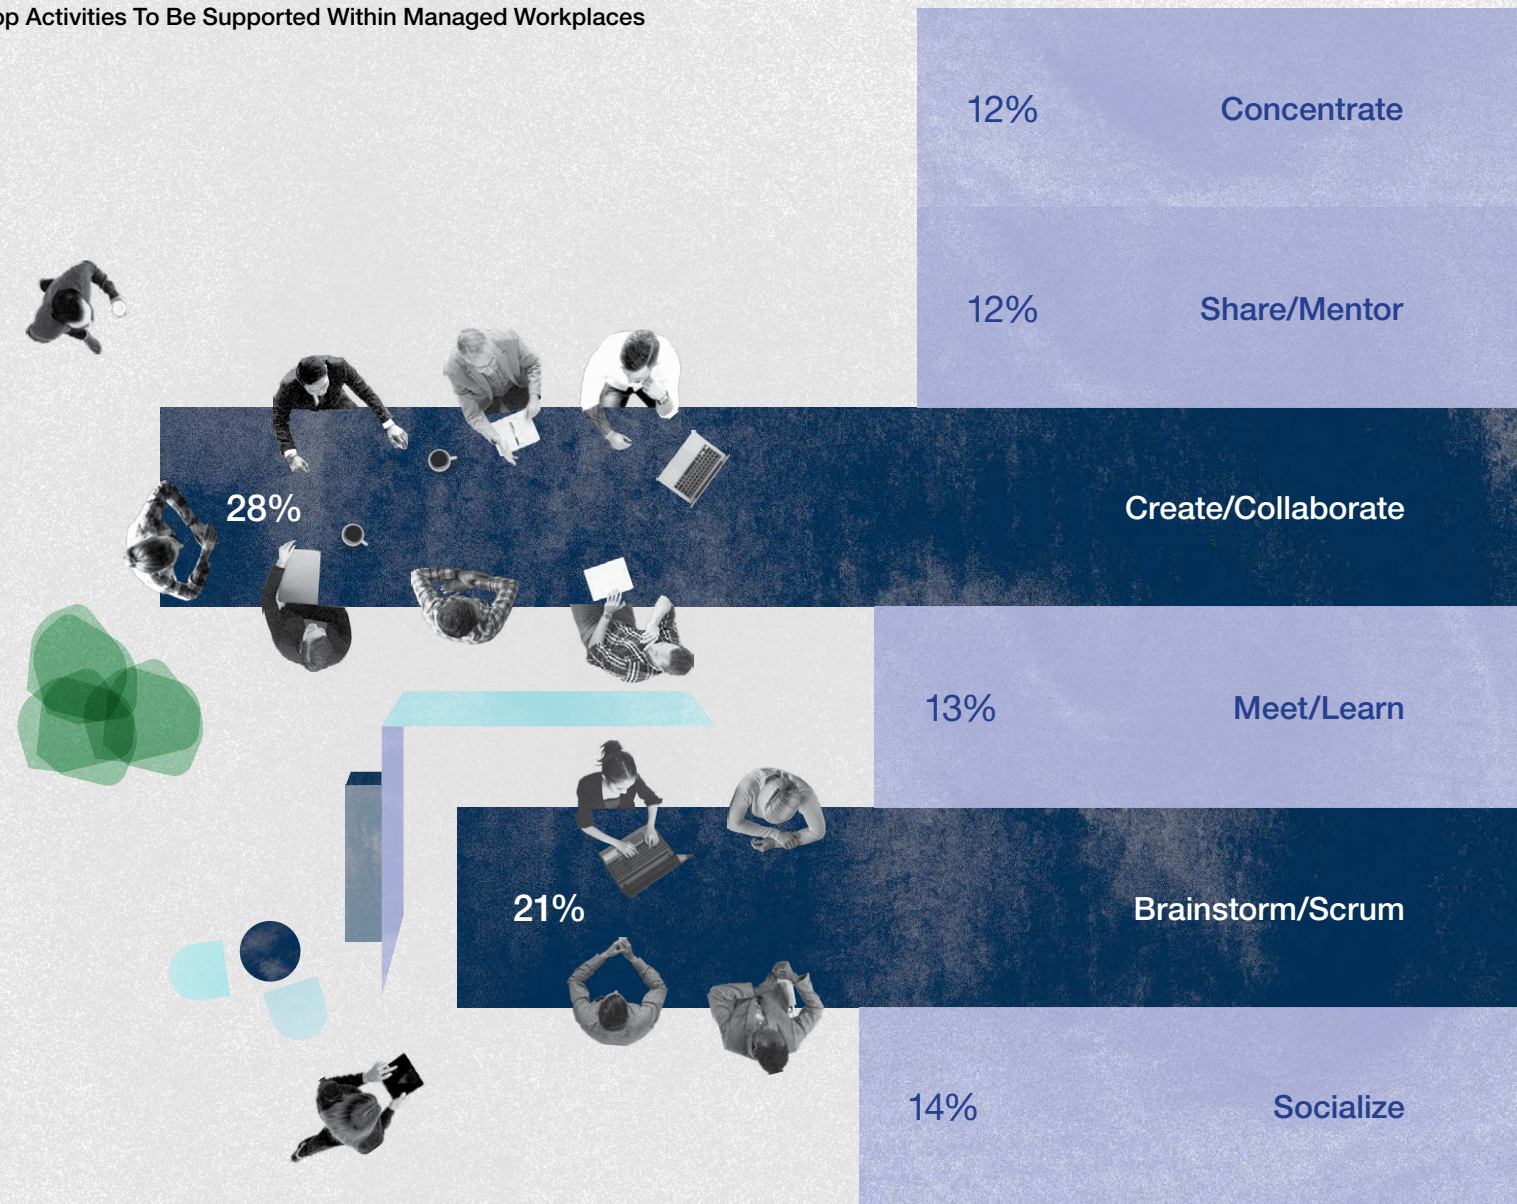 Activities To Be Supported Within Managed Workplaces
12% Concentrate
12% Share/Mentor
28% Create/Collaborate
13% Meet/Learn
21% Brainstorm/Scrum
14% Socialize